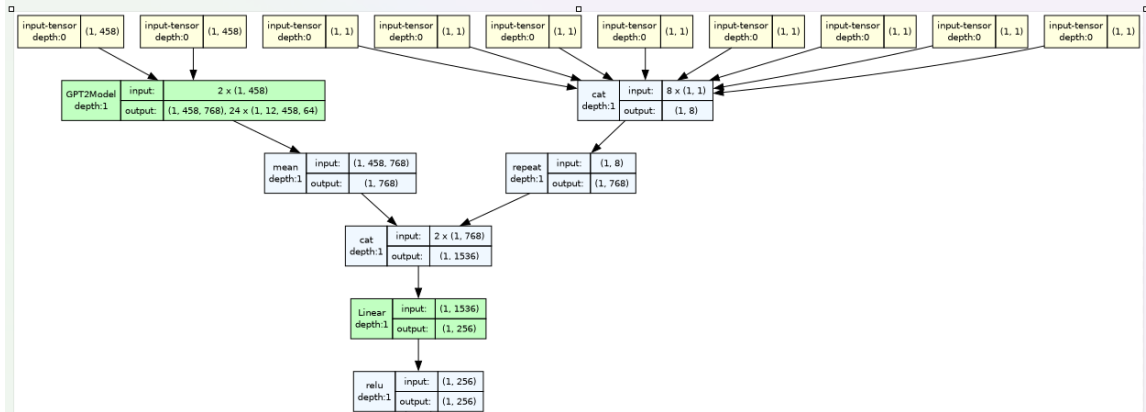 input-tensor
depth:0
(1, 458)
input-tensor
depth:0
(1, 458)
input-tensor
depth:0
(1, 1)
input-tensor
depth:0
(1, 1)
input-tensor
depth:0
(1, 1)
input-tensor
depth:0
(1, 1)
input-tensor
depth:0
(1, 1)
input-tensor
depth:0
(1, 1)
input-tensor
depth:0
(1, 1)
input-tensor
depth:0
(1, 1)
GPT2Model
depth:1
input:
2 x (1, 458)
output:
(1, 458, 768), 24 x (1, 12, 458, 64)
cat
depth:1
input:
8 x (1, 1)
output:
(1, 8)
mean
depth:1
input:
(1, 458, 768)
output:
(1, 768)
repeat
depth:1
input:
(1, 8)
output:
(1, 768)
cat
depth:1
input:
2 x (1, 768)
output:
(1, 1536)
Linear
depth:1
input:
(1, 1536)
output:
(1, 256)
relu
depth:1
input:
(1, 256)
output:
(1, 256)